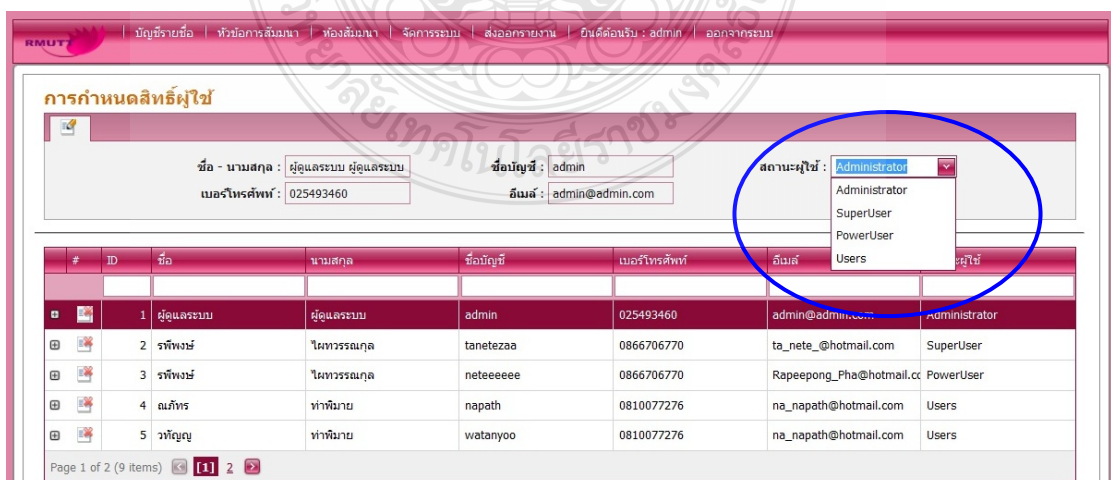 RMUTT บัญชีรายชื่อ | หัวข้อการสัมมนา | ห้องสัมมนา | จัดการระบบ | ส่งออกรายงาน | ยินดีต้อนรับ : admin | ออกจากระบบ
การกำหนดสิทธิ์ผู้ใช้
ชื่อ - นามสกุล : ผู้ดูแลระบบ ผู้ดูแลระบบ ชื่อบัญชี : admin สถานะผู้ใช้ : Administrator
เบอร์โทรศัพท์ : 025493460 อีเมล์ : admin@admin.com
Administrator
SuperUser
PowerUser
Users
# ID ชื่อ นามสกุล ชื่อบัญชี เบอร์โทรศัพท์ อีเมล์
1 ผู้ดูแลระบบ ผู้ดูแลระบบ admin 025493460 admin@admin.com Administrator
2 รพีพงษ์ ไผทวรรณกุล tanetezaa 0866706770 ta_nete_@hotmail.com SuperUser
3 รพีพงษ์ ไผทวรรณกุล neteeeeee 0866706770 Rapeepong_Pha@hotmail.co PowerUser
4 ณภัทร ท่าพิมาย napath 0810077276 na_napath@hotmail.com Users
5 วทัญญู ท่าพิมาย watanyoo 0810077276 na_napath@hotmail.com Users
Page 1 of 2 (9 items) [1] 2